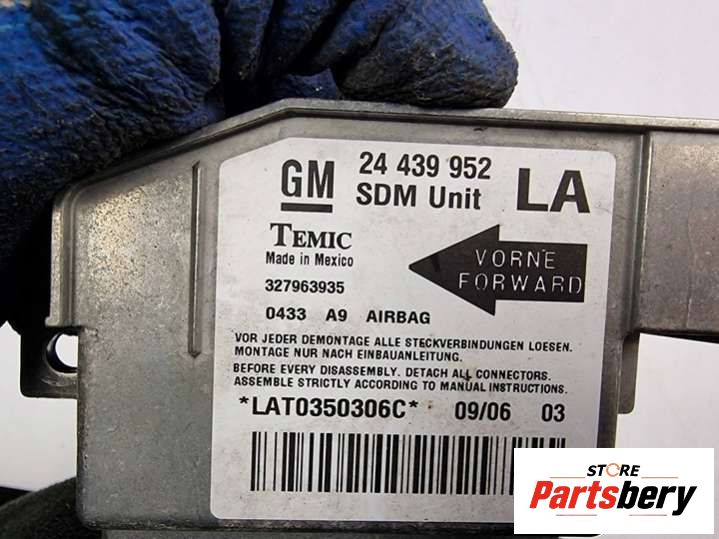 GM
24 439 952
SDM Unit
LA
TEMIC
Made in Mexico
VORNE
FORWARD
327963935
0433 A9 AIRBAG
VOR JEDER DEMONTAGE ALLE STECKVERBINDUNGEN LOESEN.
MONTAGE NUR NACH EINBAUANLEITUNG.
BEFORE EVERY DISASSEMBLY. DETACH ALL CONNECTORS.
ASSEMBLE STRICTLY ACCORDING TO MANUAL INSTRUCTIONS.
*LAT0350306C* 09/06 03
STORE
Partsbery